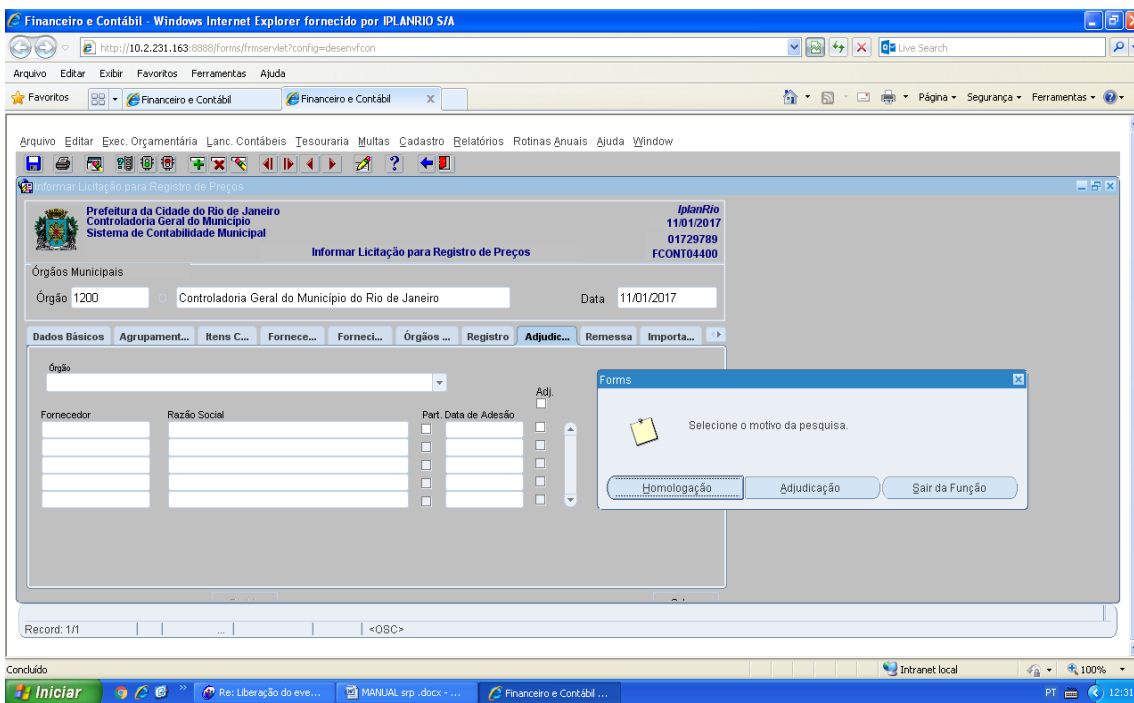 Financeiro e Contábil - Windows Internet Explorer fornecido por IPLANRIO S/A
http://10.2.231.163:8888/forms/frmservlet?config=desenvfcon
Live Search
Arquivo Editar Exibir Favoritos Ferramentas Ajuda
Favoritos Financeiro e Contábil Financeiro e Contábil Página Segurança Ferramentas
Arquivo Editar Exec. Orçamentária Lanc. Contábeis Tesouraria Multas Cadastro Relatórios Rotinas Anuais Ajuda Window
Informar Licitação para Registro de Preços
Prefeitura da Cidade do Rio de Janeiro IplanRio
Controladoria Geral do Município 11/01/2017
Sistema de Contabilidade Municipal 01729789
Informar Licitação para Registro de Preços FCONT04400
Órgãos Municipais
Órgão 1200 Controladoria Geral do Município do Rio de Janeiro Data 11/01/2017
Dados Básicos Agrupament... Itens C... Fornece... Forneci... Órgãos ... Registro Adjudic... Remessa Importa...
Órgão
Adj.
Fornecedor Razão Social Part. Data de Adesão
Forms
Selecione o motivo da pesquisa.
Homologação Adjudicação Sair da Função
Record: 1/1 ... <OSC>
Concluído Intranet local 100%
Iniciar Re: Liberação do eve... MANUAL srp .docx - ... Financeiro e Contábil ... PT 12:31